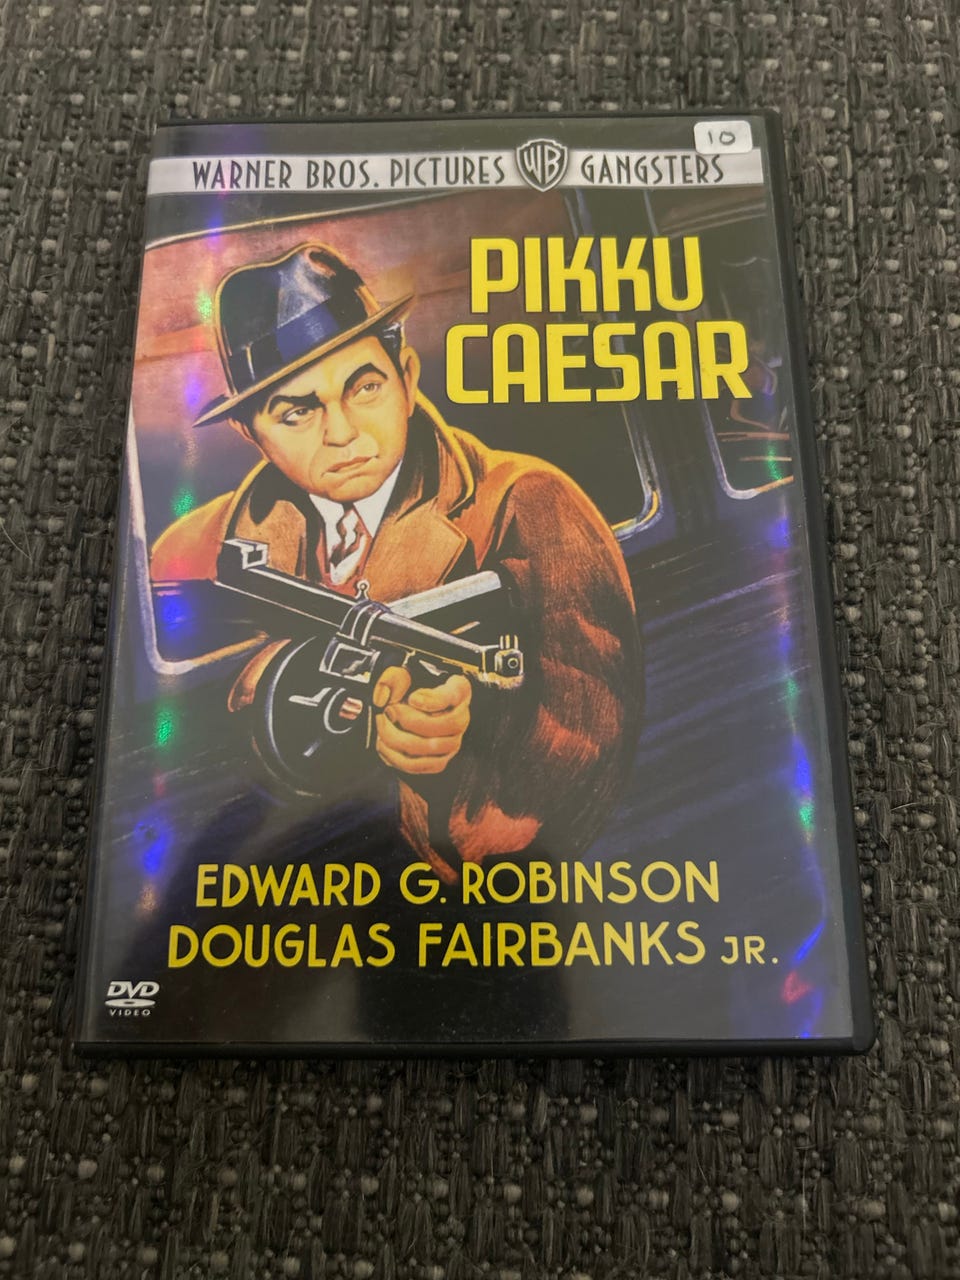 10
WARNER BROS. PICTURES WB GANGSTERS
PIKKU
CAESAR
EDWARD G. ROBINSON
DOUGLAS FAIRBANKS JR.
DVD
VIDEO